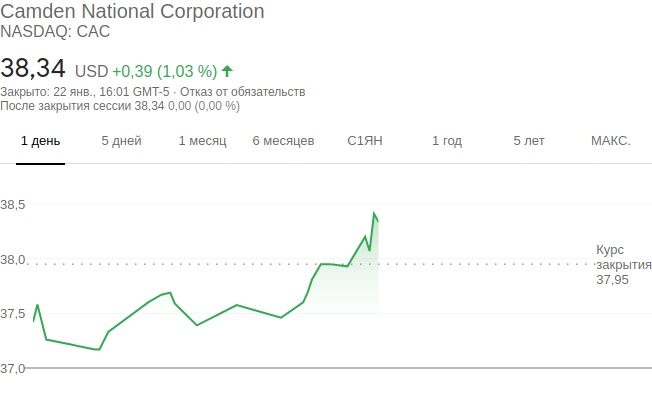 Camden National Corporation
NASDAQ: CAC
38,34 USD +0,39 (1,03 %)
Закрыто: 22 янв., 16:01 GMT-5 · Отказ от обязательств
После закрытия сессии 38,34 0,00 (0,00 %)
1 день 5 дней 1 месяц 6 месяцев С1ЯН 1 год 5 лет МАКС.
38,5
38,0
37,5
37,0
Курс
закрытия
37,95